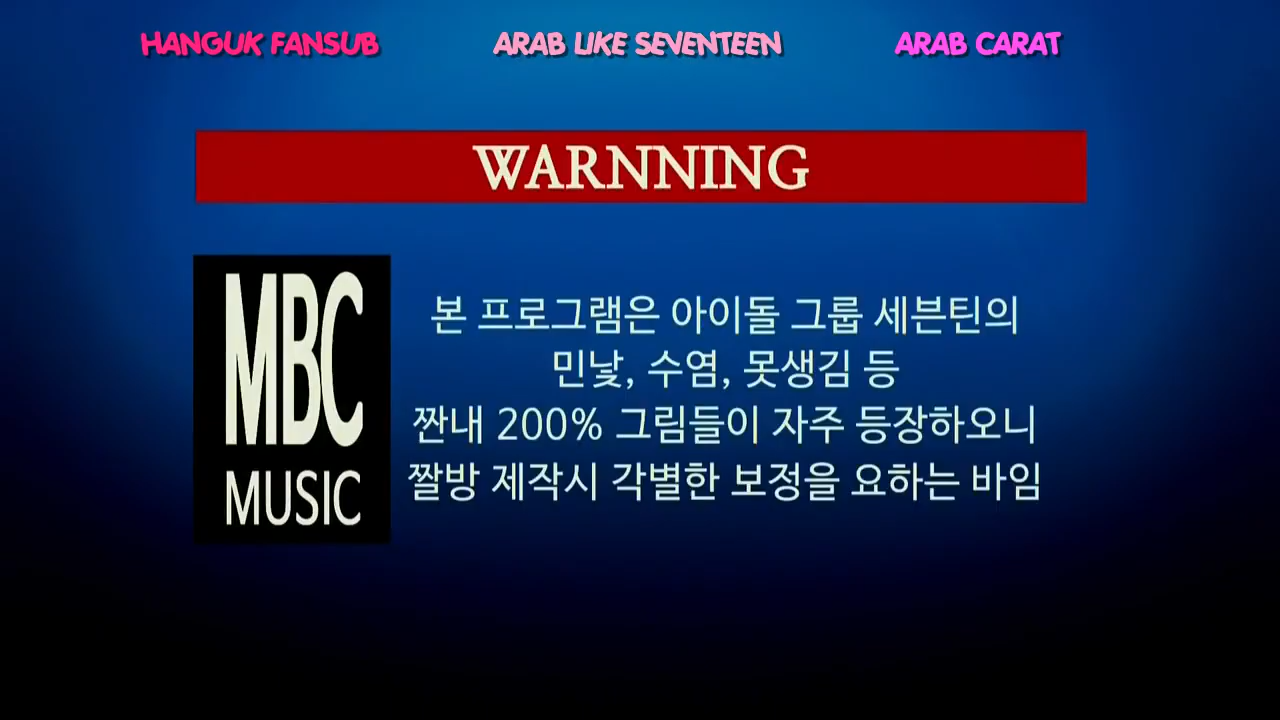 HANGUK FANSUB ARAB LIKE SEVENTEEN ARAB CARAT
WARNNING
MBC
MUSIC
본 프로그램은 아이돌 그룹 세븐틴의
민낯, 수염, 못생김 등
짠내 200% 그림들이 자주 등장하오니
짤방 제작시 각별한 보정을 요하는 바임